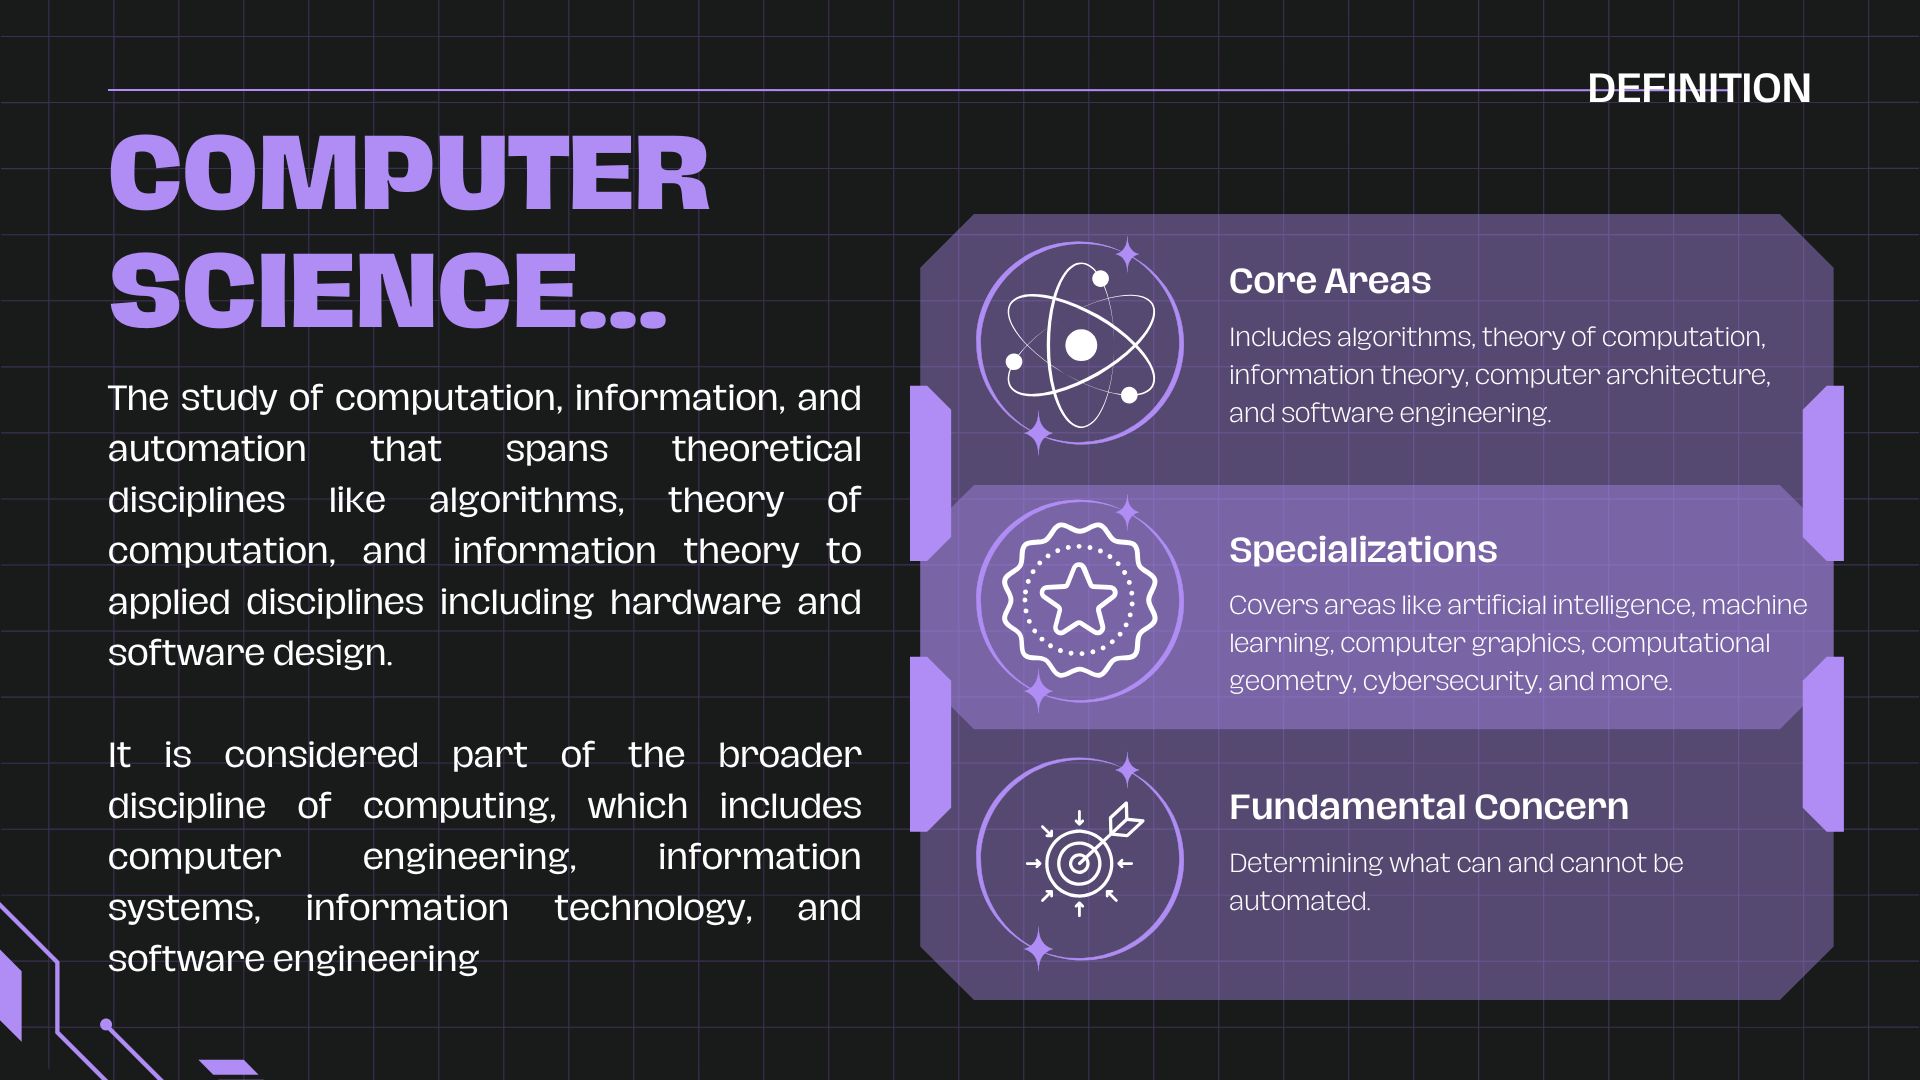 DEFINITION
COMPUTER
SCIENCE...
The study of computation, information, and
automation that spans theoretical
disciplines like algorithms, theory of
computation, and information theory to
applied disciplines including hardware and
software design.
It is considered part of the broader
discipline of computing, which includes
computer engineering, information
systems, information technology, and
software engineering
Core Areas
Includes algorithms, theory of computation,
information theory, computer architecture,
and software engineering.
Specializations
Covers areas like artificial intelligence, machine
learning, computer graphics, computational
geometry, cybersecurity, and more.
Fundamental Concern
Determining what can and cannot be
automated.